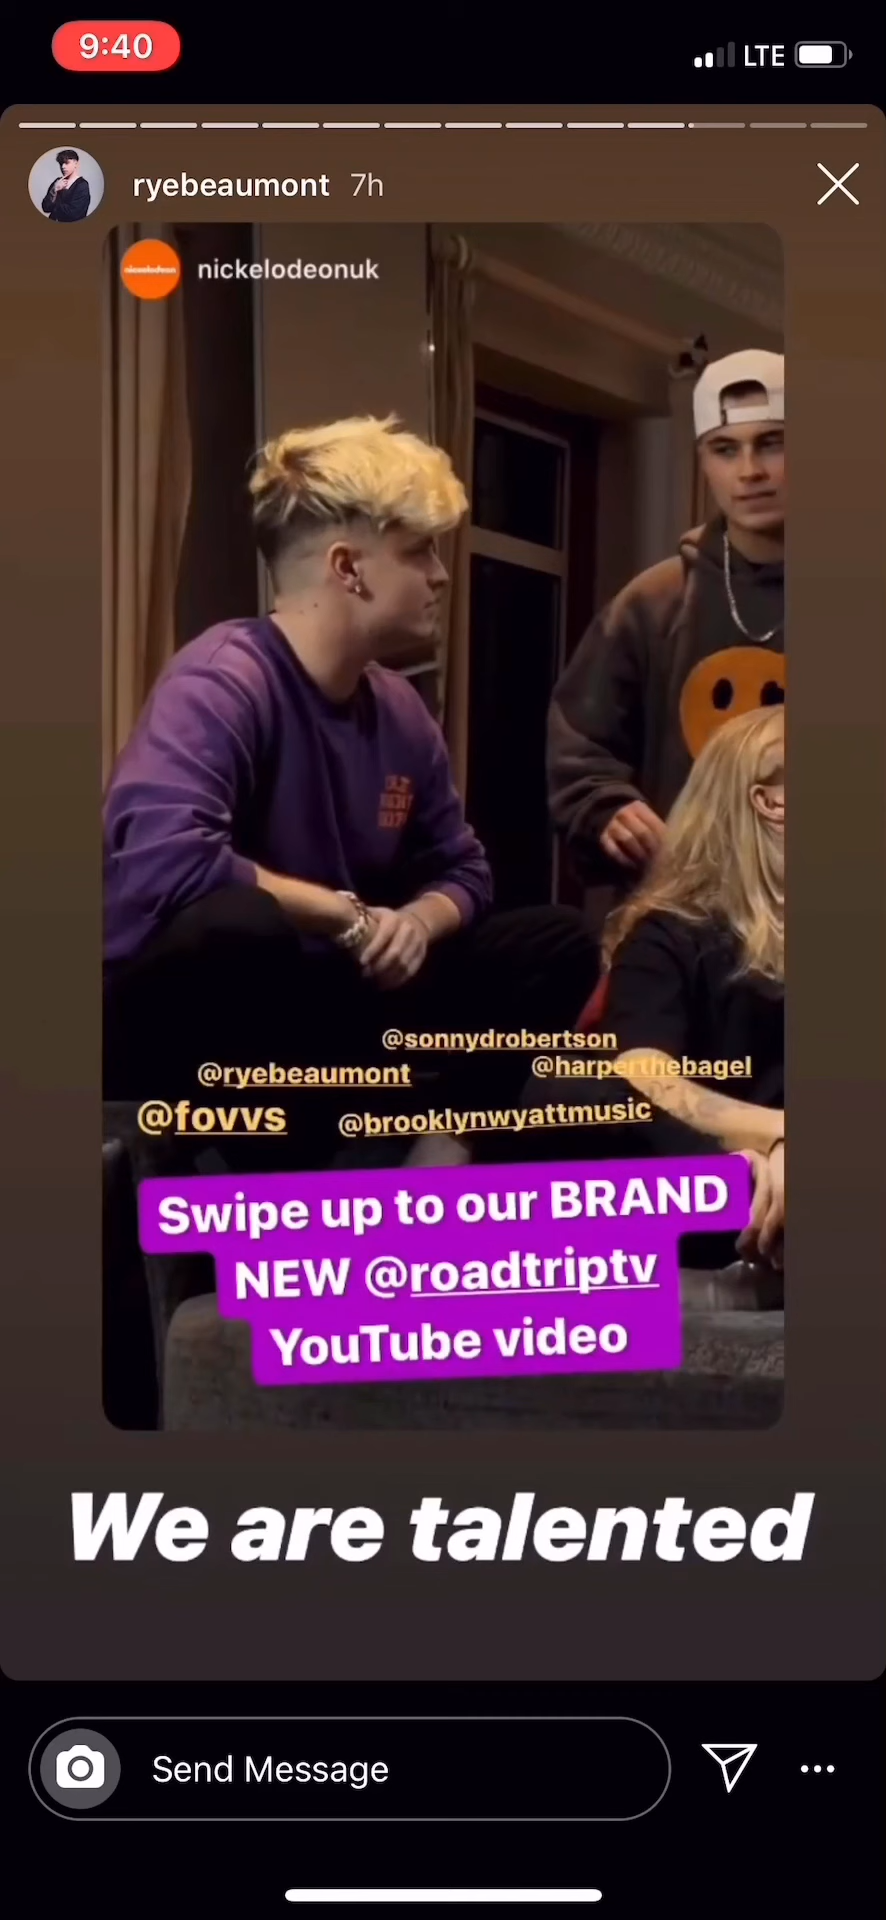 9:40
LTE
ryebeaumont 7h
nickelodeon
nickelodeonuk
@sonnydrobertson
@ryebeaumont
@harperthebagel
@fovvs
@brooklynwyattmusic
Swipe up to our BRAND
NEW @roadtriptv
YouTube video
We are talented
Send Message